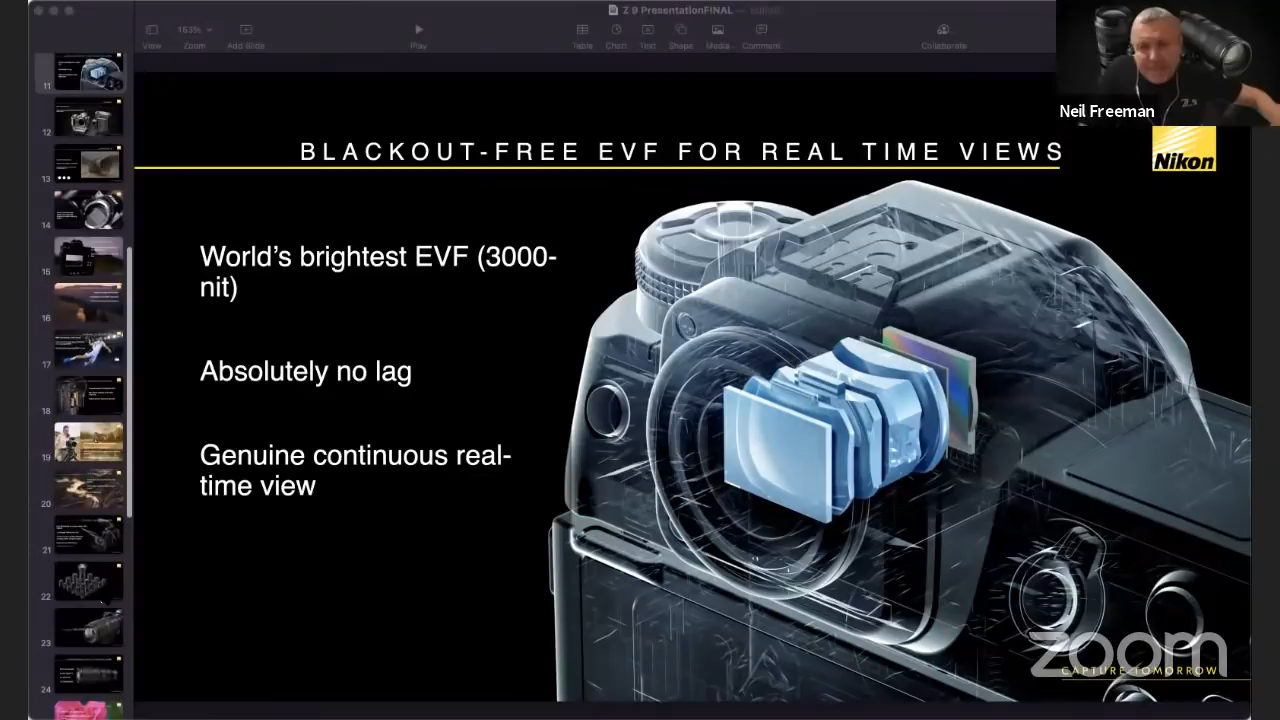 Z 9 PresentationFINAL
163%
View
Zoom
Add Slide
Play
Table
Chart
Text
Shape
Media
Comment
Collaborate
Neil Freeman
Nikon
BLACKOUT-FREE EVF FOR REAL TIME VIEWS
World’s brightest EVF (3000-
nit)
Absolutely no lag
Genuine continuous real-
time view
11
12
13
14
15
16
17
18
19
20
21
22
23
24
zoom
CAPTURE TOMORROW